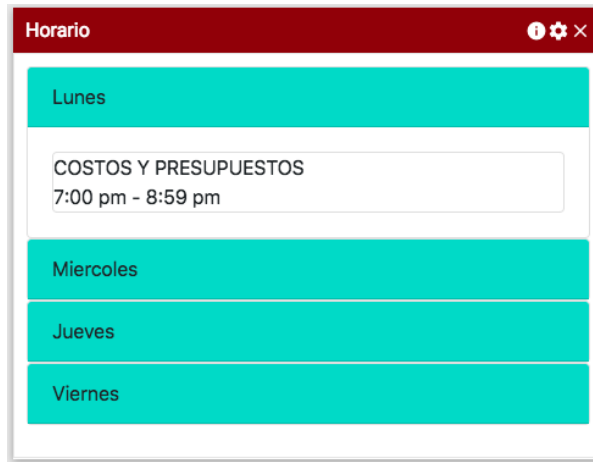 Horario
Lunes
COSTOS Y PRESUPUESTOS
7:00 pm - 8:59 pm
Miercoles
Jueves
Viernes